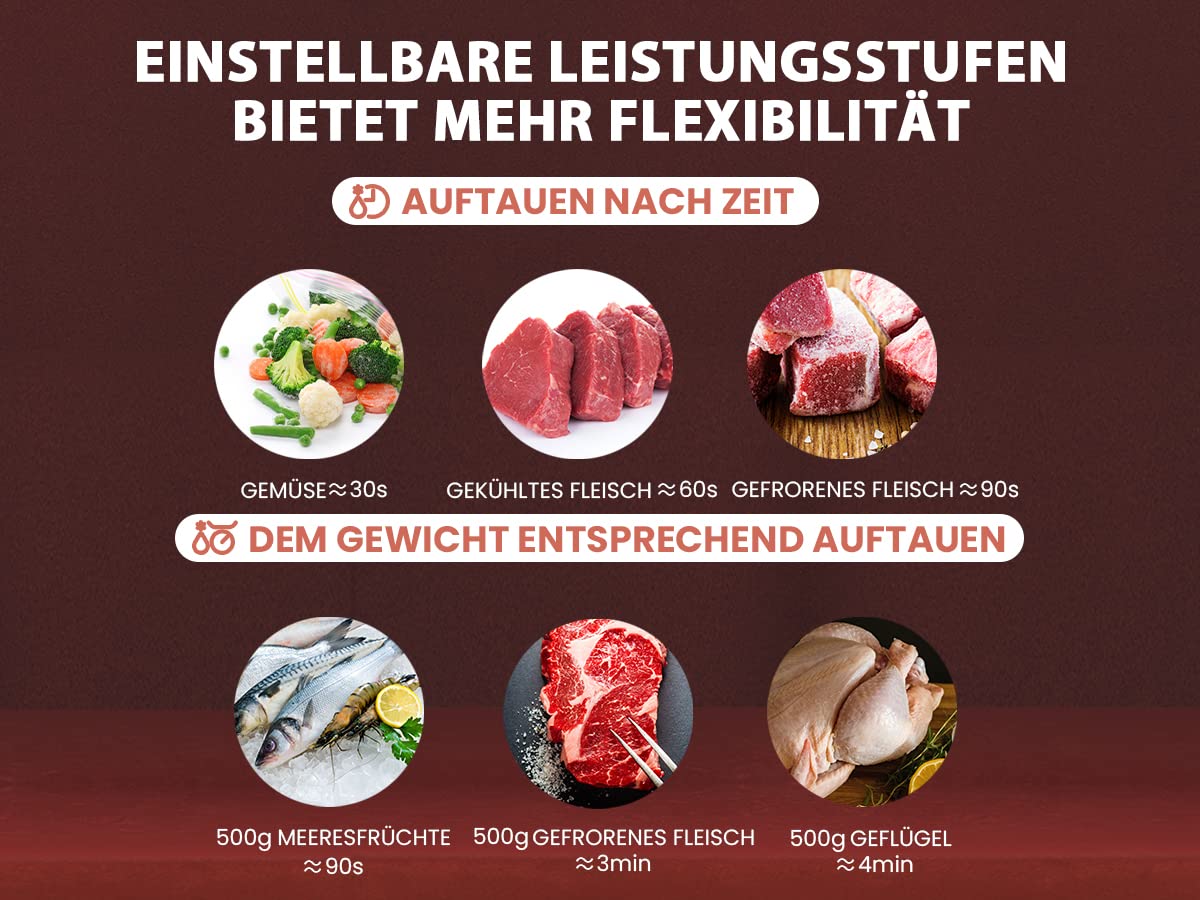 EINSTELLBARE LEISTUNGSSTUFEN
BIETET MEHR FLEXIBILITÄT
AUFTAUEN NACH ZEIT
GEMÜSE≈30s
GEKÜHLTES FLEISCH ≈60s
GEFRORENES FLEISCH ≈90s
DEM GEWICHT ENTSPRECHEND AUFTAUEN
500g MEERESFRÜCHTE
≈90s
500g GEFRORENES FLEISCH
≈3min
500g GEFLÜGEL
≈4min